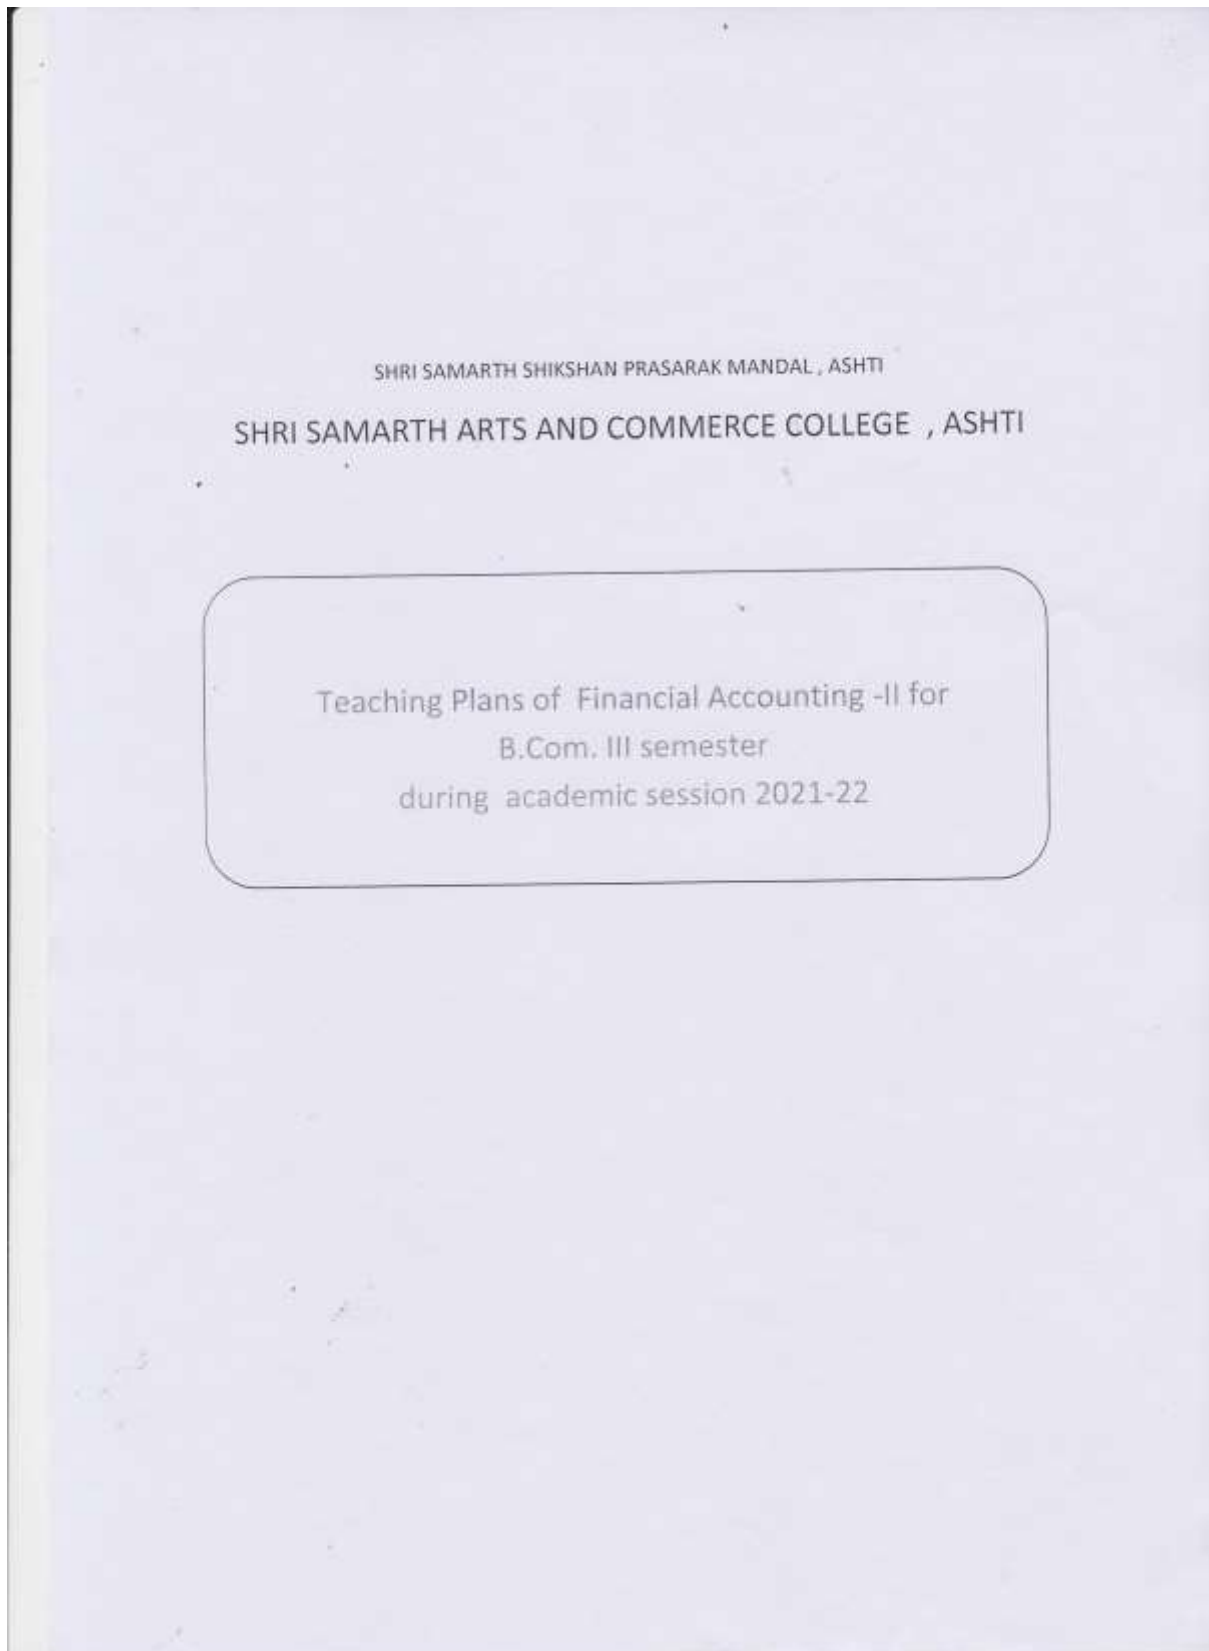 SHRI SAMARTH SHIKSHAN PRASARAK MANDAL , ASHTI
SHRI SAMARTH ARTS AND COMMERCE COLLEGE , ASHTI
Teaching Plans of Financial Accounting -II for
B.Com. III semester
during academic session 2021-22